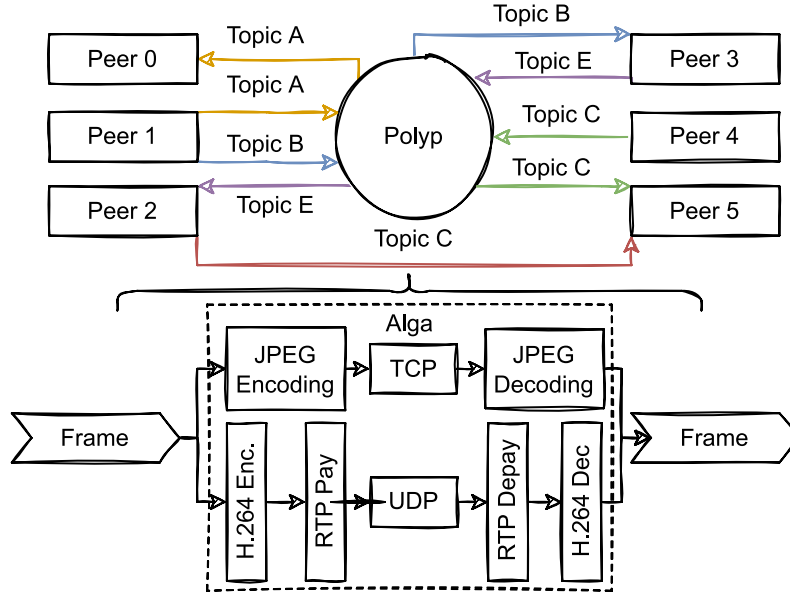 Topic B
Topic A
Peer 0
Peer 3
Topic E
Topic A
Topic C
Peer 1
Polyp
Peer 4
Topic B
Topic C
Peer 2
Peer 5
Topic E
Topic C
Alga
JPEG
Encoding
TCP
JPEG
Decoding
Frame
Frame
H.264 Enc.
RTP Pay
UDP
RTP Depay
H.264 Dec